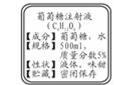 葡萄糖注射液
(C₆H₁₂O₆)
【成分】葡萄糖、水
【规格】500mL
质量分数5%
【性状】液体、味甜
【贮藏】密闭保存